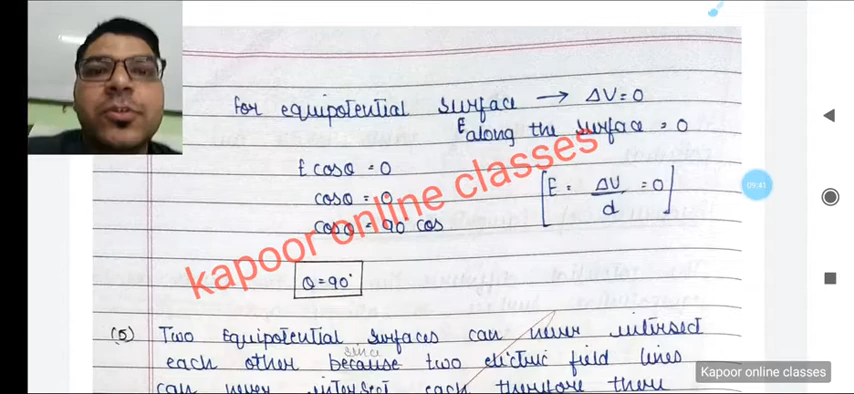 For equipotential surface → ΔV=0
E along the surface = 0
E cosθ = 0
cosθ = 0
cosθ = 90 cos
[E = ΔV/d = 0]
θ = 90°
kapoor online classes
09:41
(5) Two Equipotential surfaces can never intersect
since
each other because two electric field lines
can never intersect each therefore there
Kapoor online classes